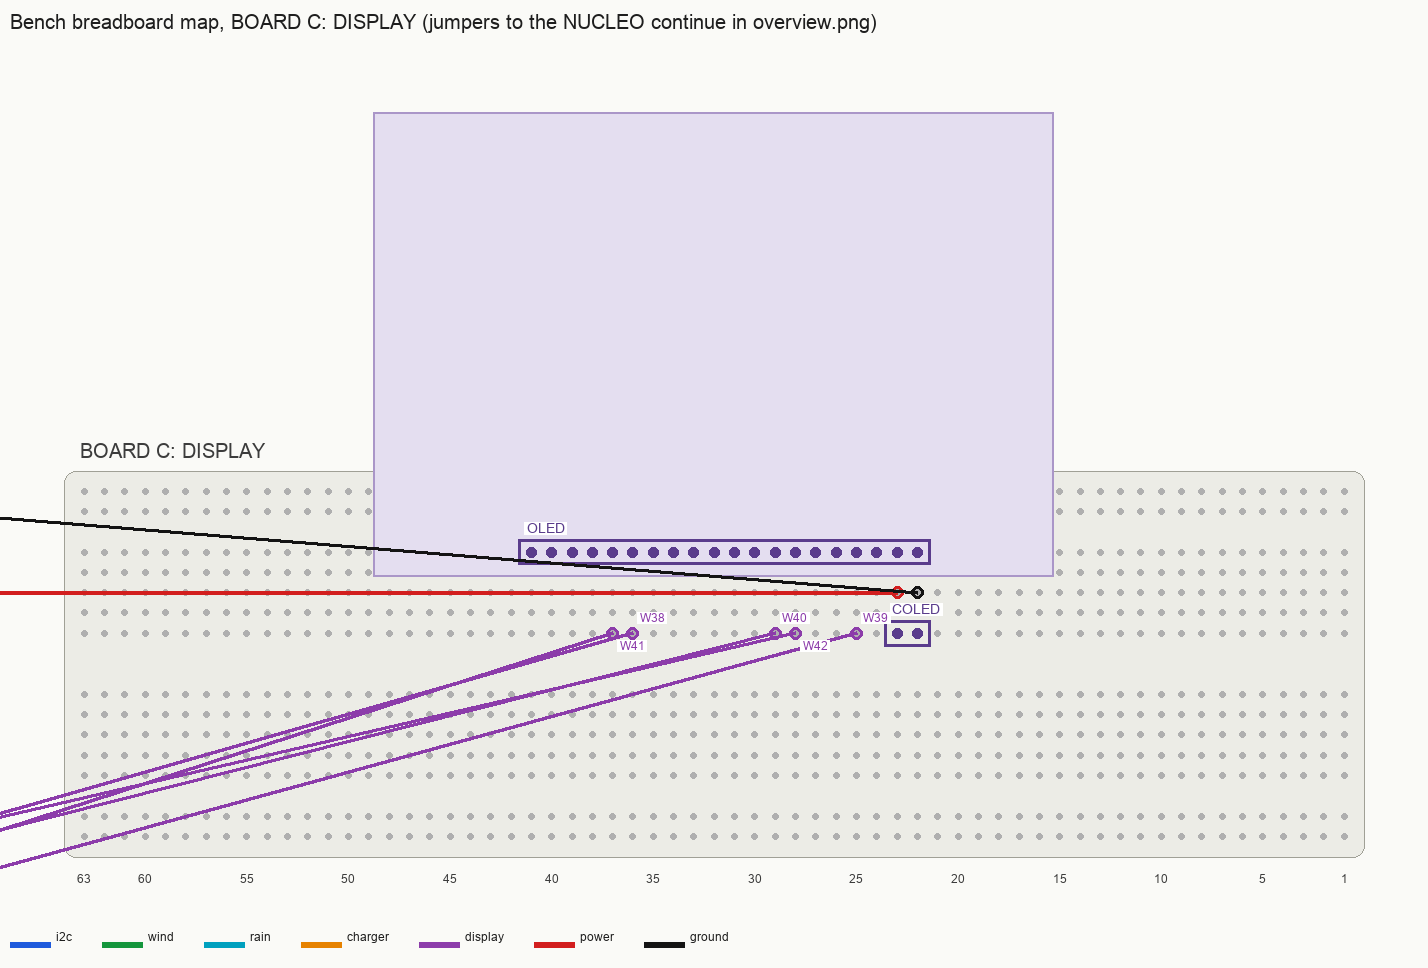 Bench breadboard map, BOARD C: DISPLAY (jumpers to the NUCLEO continue in overview.png)
BOARD C: DISPLAY
OLED
COLED
W38
W40
W39
W41
W42
63 60 55 50 45 40 35 30 25 20 15 10 5 1
i2c wind rain charger display power ground